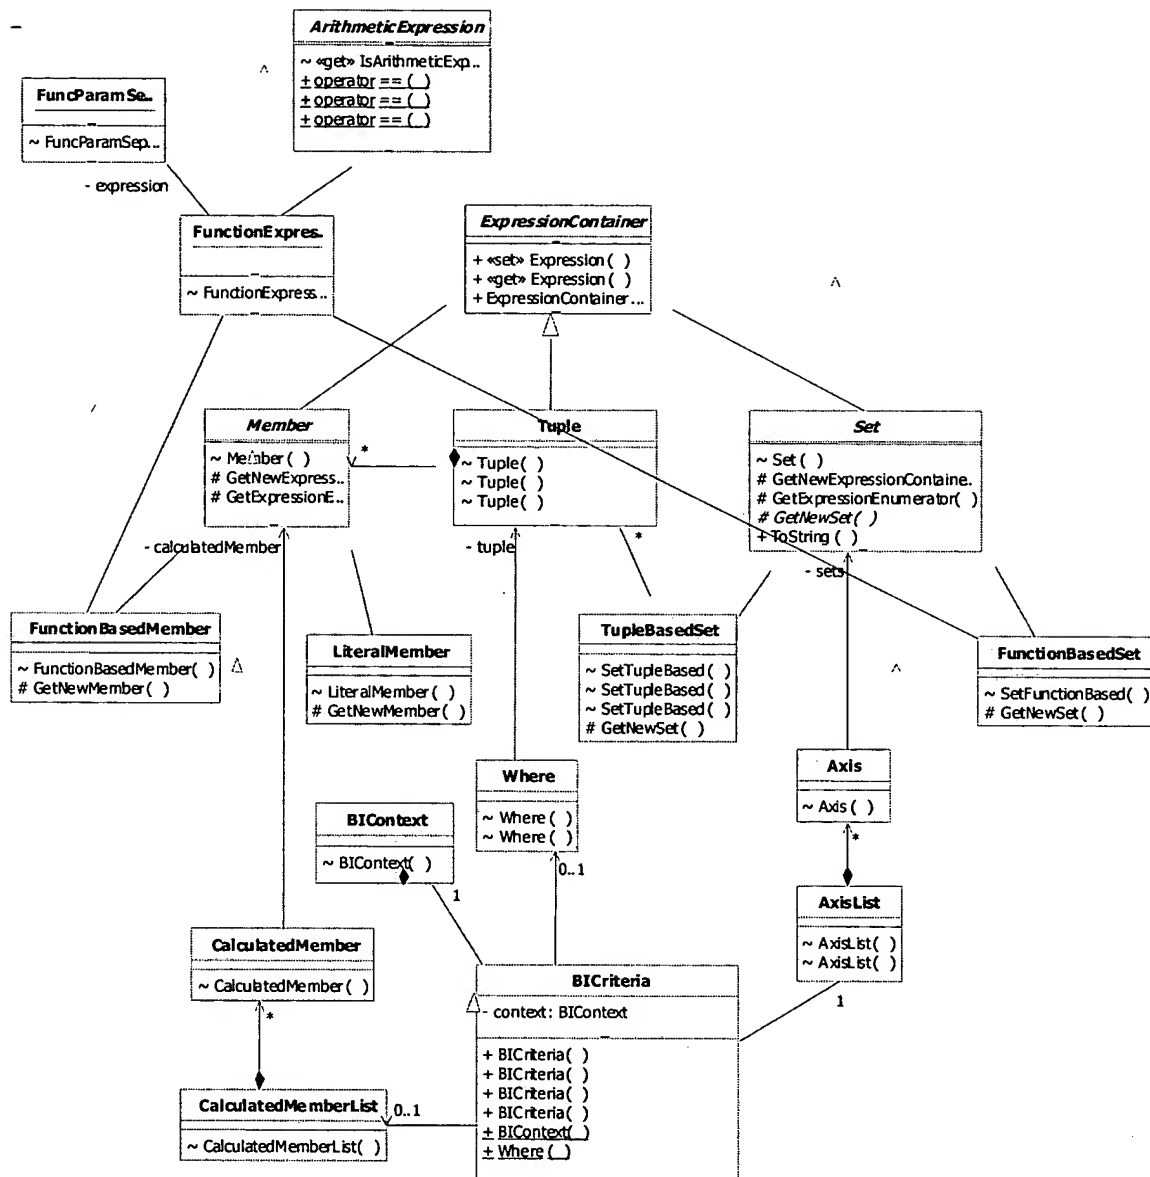 ArithmeticExpression
~ «get» IsArithmeticExp..
+ operator == ( )
+ operator == ( )
+ operator == ( )
FuncParamSe..
~ FuncParamSep...
- expression
FunctionExpres..
~ FunctionExpress...
ExpressionContainer
+ «set» Expression ( )
+ «get» Expression ( )
+ ExpressionContainer ...
Member
~ Member ( )
# GetNewExpress..
# GetExpressionE..
*
Tuple
~ Tuple( )
~ Tuple( )
~ Tuple( )
Set
~ Set ( )
# GetNewExpressionContaine..
# GetExpressionEnumerator( )
# GetNewSet( )
+ ToString ( )
- calculatedMember
- tuple
*
- sets
FunctionBasedMember
~ FunctionBasedMember( )
# GetNewMember( )
LiteralMember
~ LiteralMember ( )
# GetNewMember ( )
TupleBasedSet
~ SetTupleBased ( )
~ SetTupleBased ( )
~ SetTupleBased ( )
# GetNewSet ( )
FunctionBasedSet
~ SetFunctionBased ( )
# GetNewSet ( )
Where
~ Where ( )
~ Where ( )
Axis
~ Axis ( )
BIContext
~ BIContext( )
0..1
*
1
AxisList
~ AxisList( )
~ AxisList( )
1
CalculatedMember
~ CalculatedMember ( )
*
BICriteria
- context: BIContext
+ BICriteria( )
+ BICriteria( )
+ BICriteria( )
+ BICriteria( )
+ BIContext( )
+ Where ( )
CalculatedMemberList
~ CalculatedMemberList( )
0..1